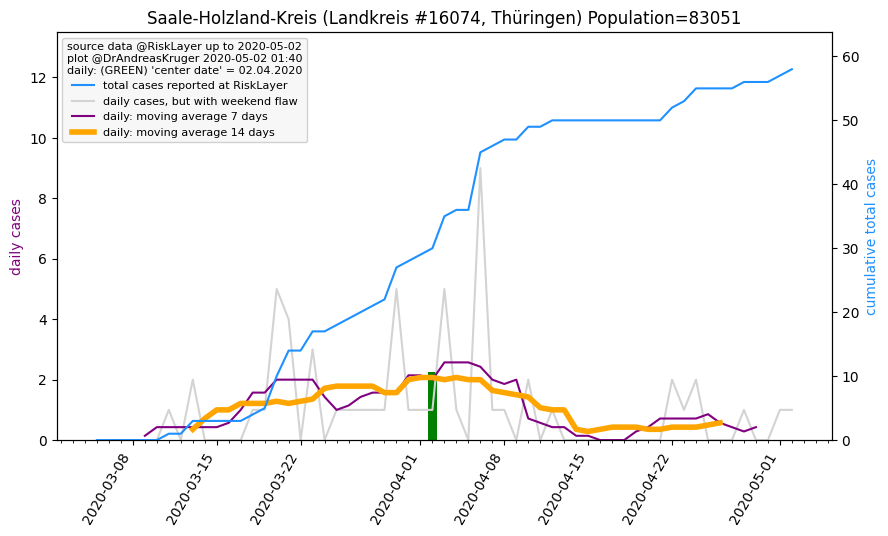 Saale-Holzland-Kreis (Landkreis #16074, Thüringen) Population=83051
source data @RiskLayer up to 2020-05-02
plot @DrAndreasKruger 2020-05-02 01:40
daily: (GREEN) 'center date' = 02.04.2020
total cases reported at RiskLayer
daily cases, but with weekend flaw
daily: moving average 7 days
daily: moving average 14 days
daily cases
0
2
4
6
8
10
12
cumulative total cases
0
10
20
30
40
50
60
2020-03-08
2020-03-15
2020-03-22
2020-04-01
2020-04-08
2020-04-15
2020-04-22
2020-05-01